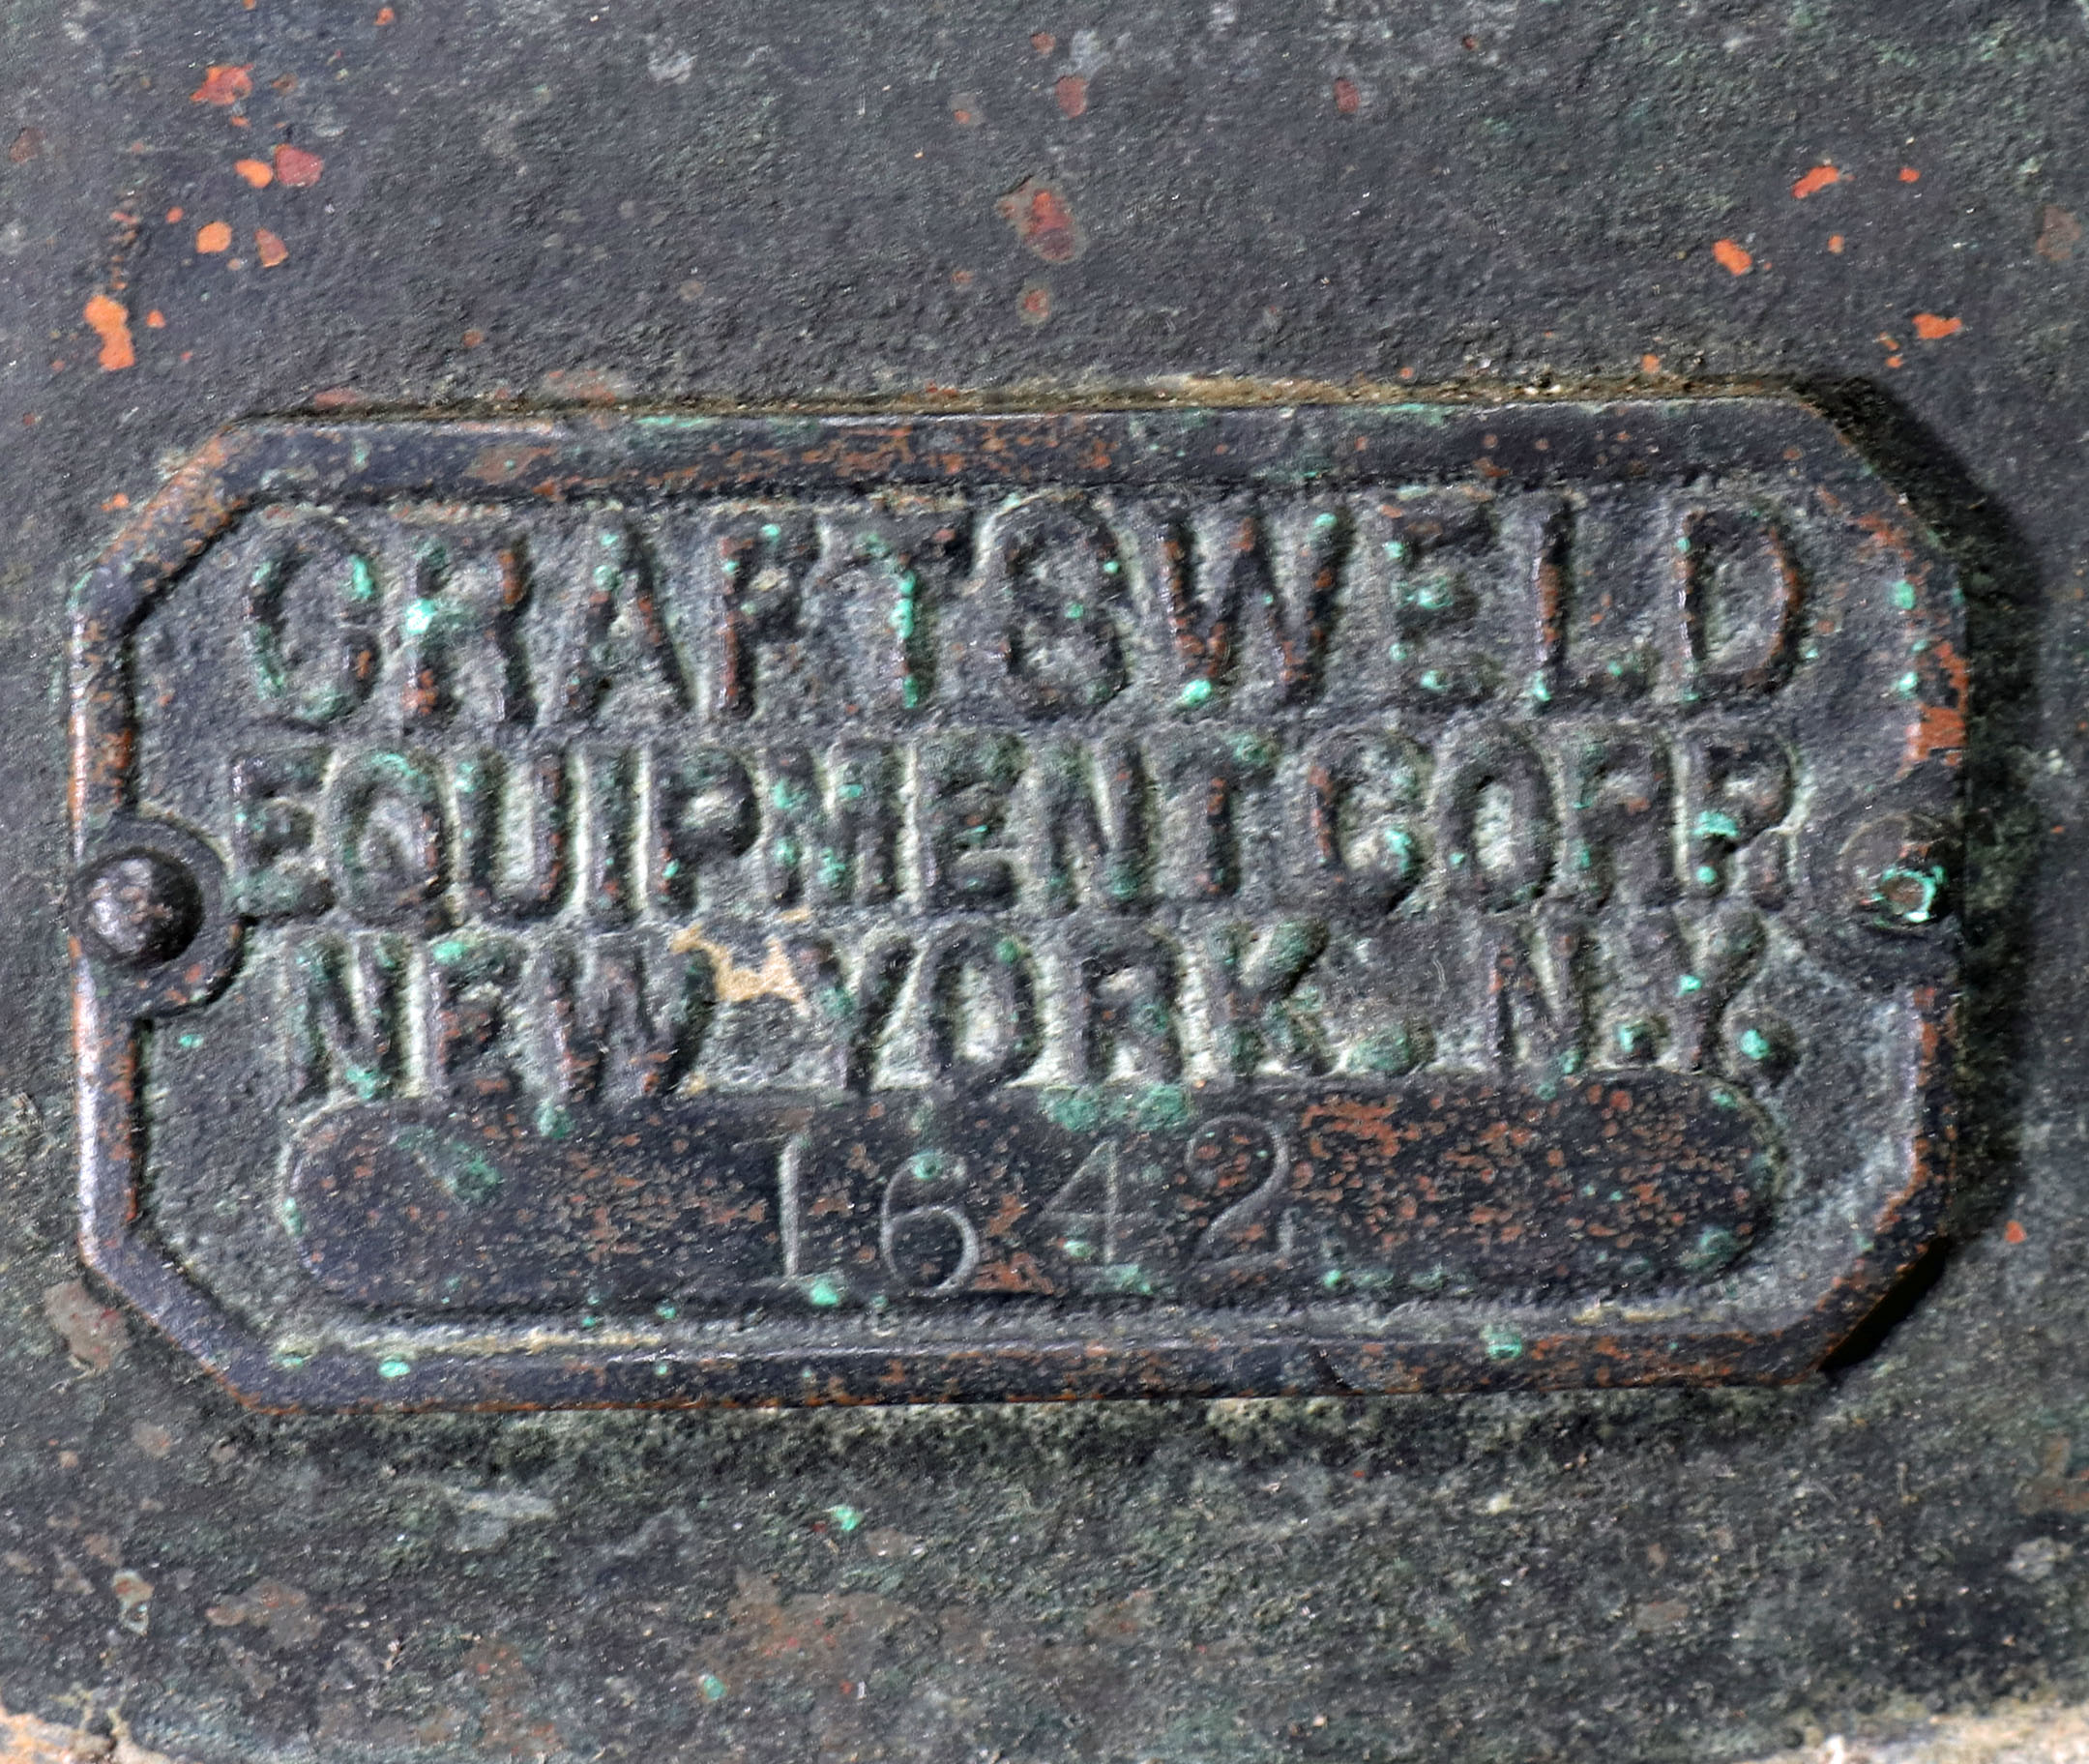 CRAFTSWELD
EQUIPMENT CORP.
NEW YORK. N.Y.
1642